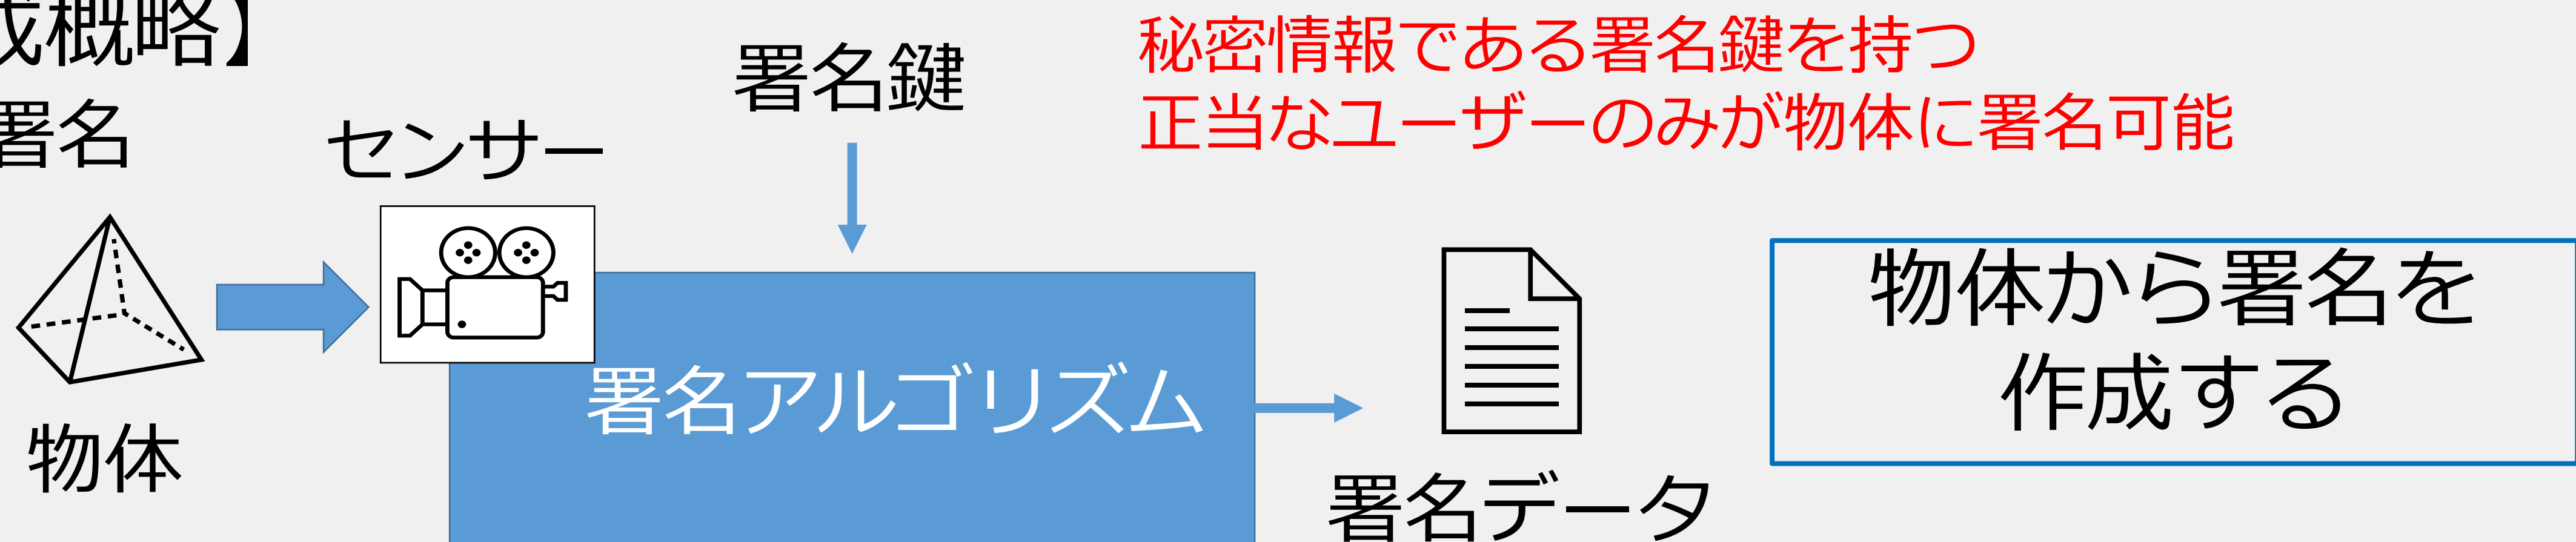 成概略】
署名
センサー
署名鍵
秘密情報である署名鍵を持つ
正当なユーザーのみが物体に署名可能
物体
署名アルゴリズム
署名データ
物体から署名を
作成する